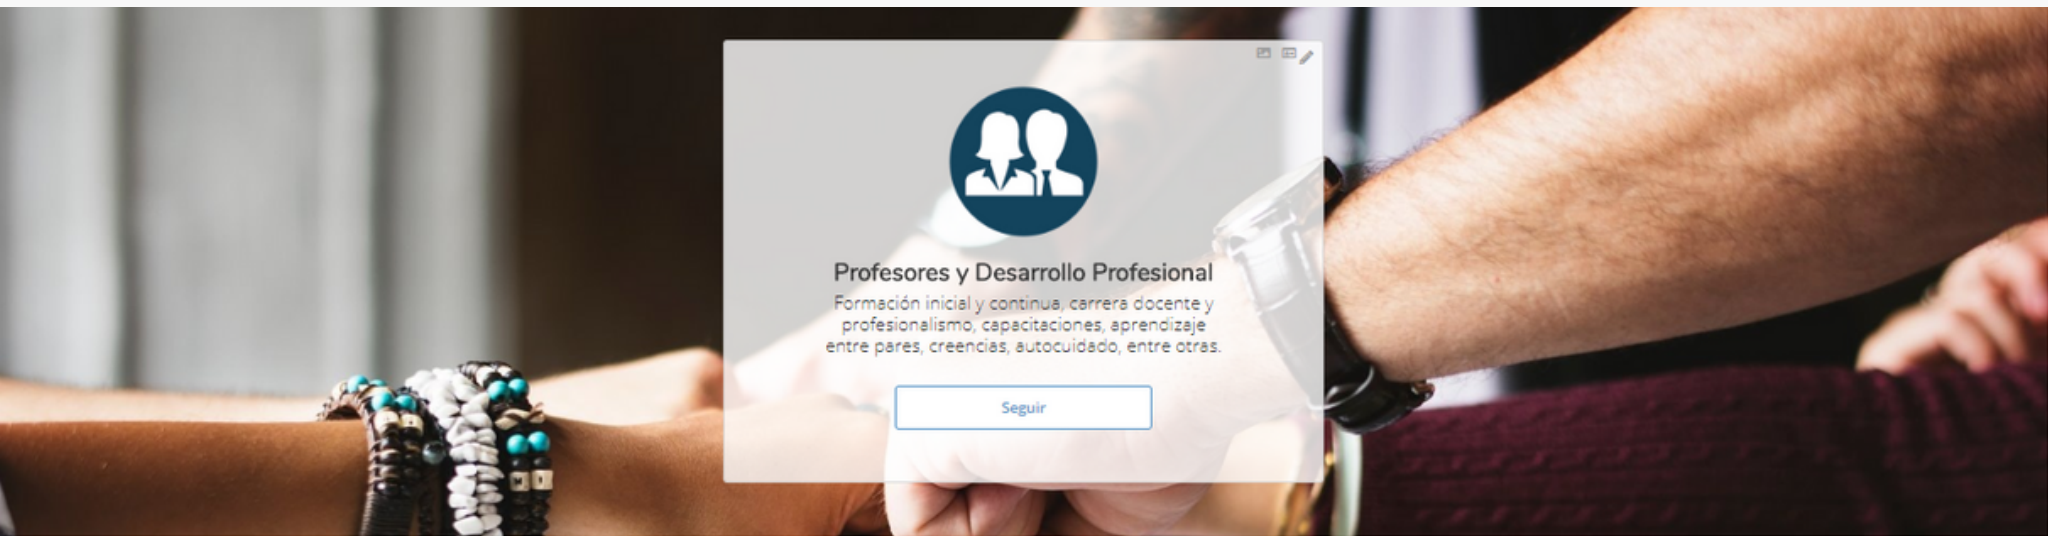 Profesores y Desarrollo Profesional
Formación inicial y continua, carrera docente y
profesionalismo, capacitaciones, aprendizaje
entre pares, creencias, autocuidado, entre otras.
Seguir